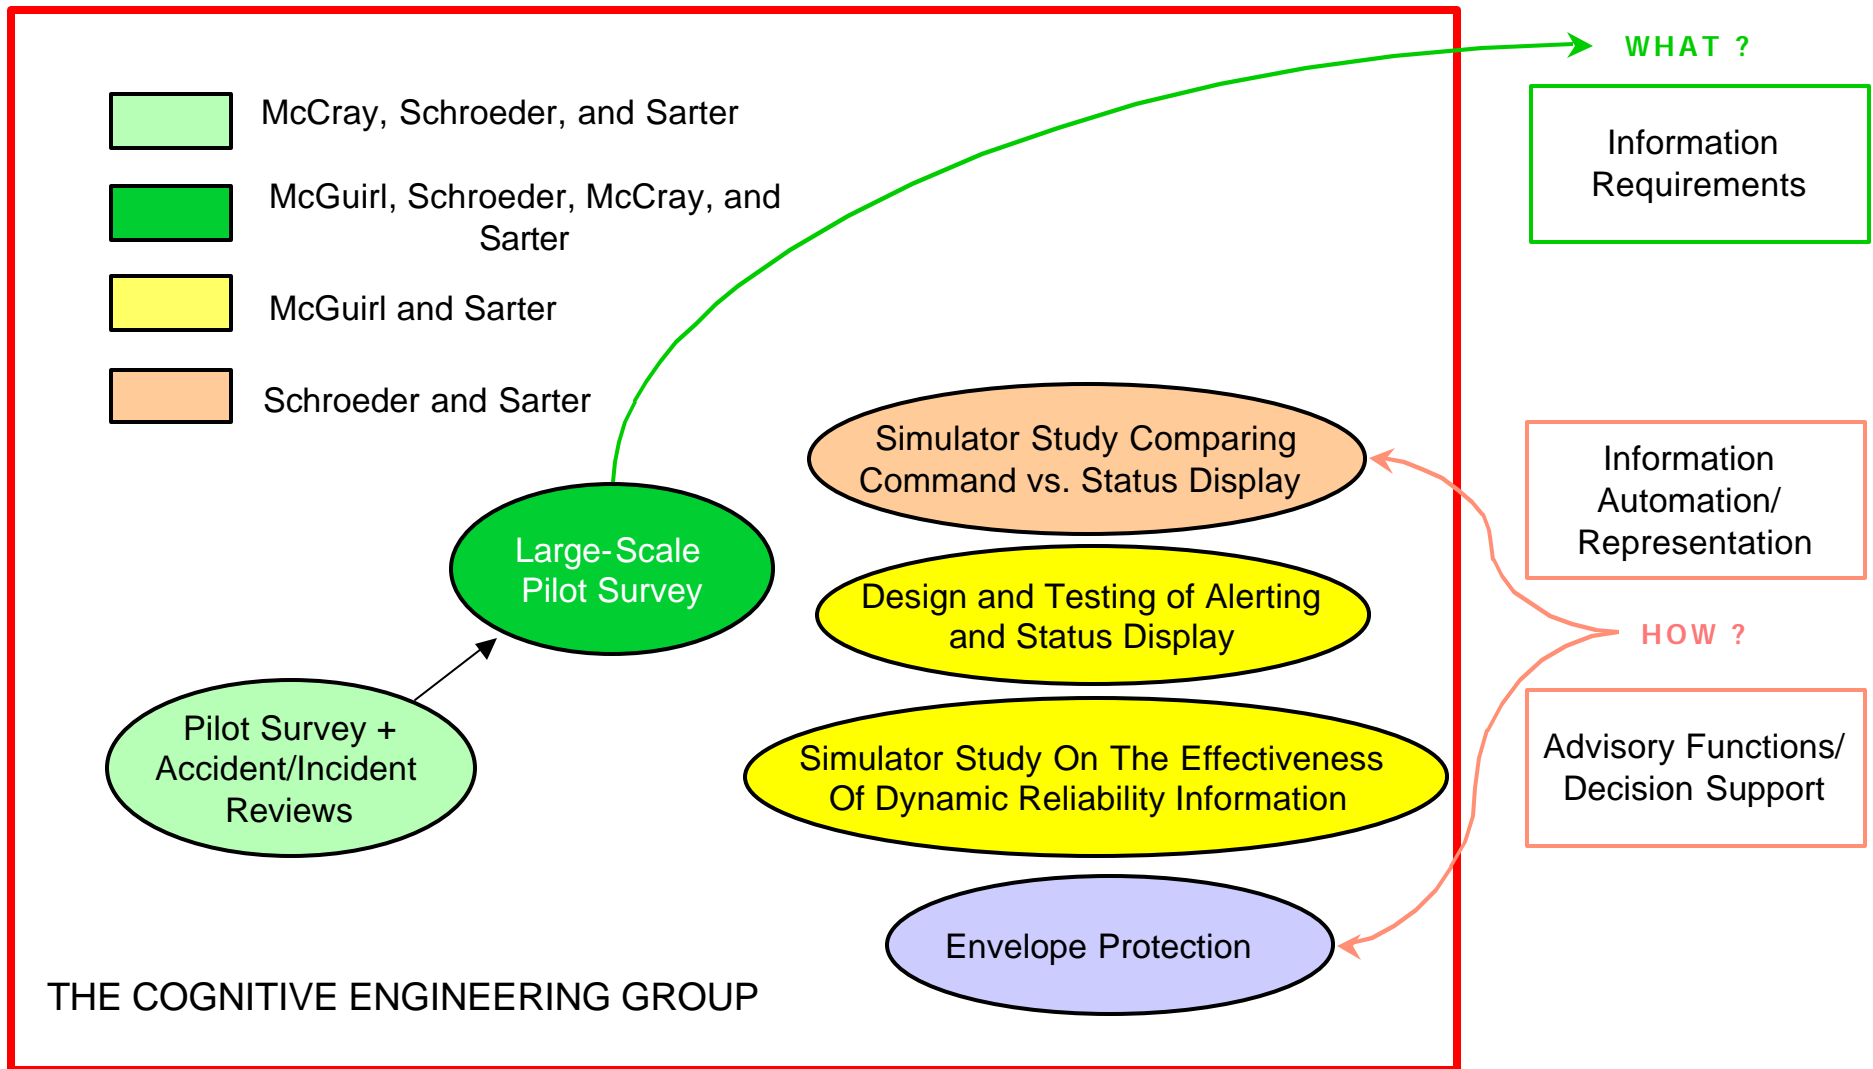 WHAT ?
McCray, Schroeder, and Sarter
McGuirl, Schroeder, McCray, and
Sarter
McGuirl and Sarter
Schroeder and Sarter
Information
Requirements
Simulator Study Comparing
Command vs. Status Display
Information
Automation/
Representation
Large-Scale
Pilot Survey
Design and Testing of Alerting
and Status Display
HOW ?
Pilot Survey +
Accident/Incident
Reviews
Simulator Study On The Effectiveness
Of Dynamic Reliability Information
Advisory Functions/
Decision Support
Envelope Protection
THE COGNITIVE ENGINEERING GROUP